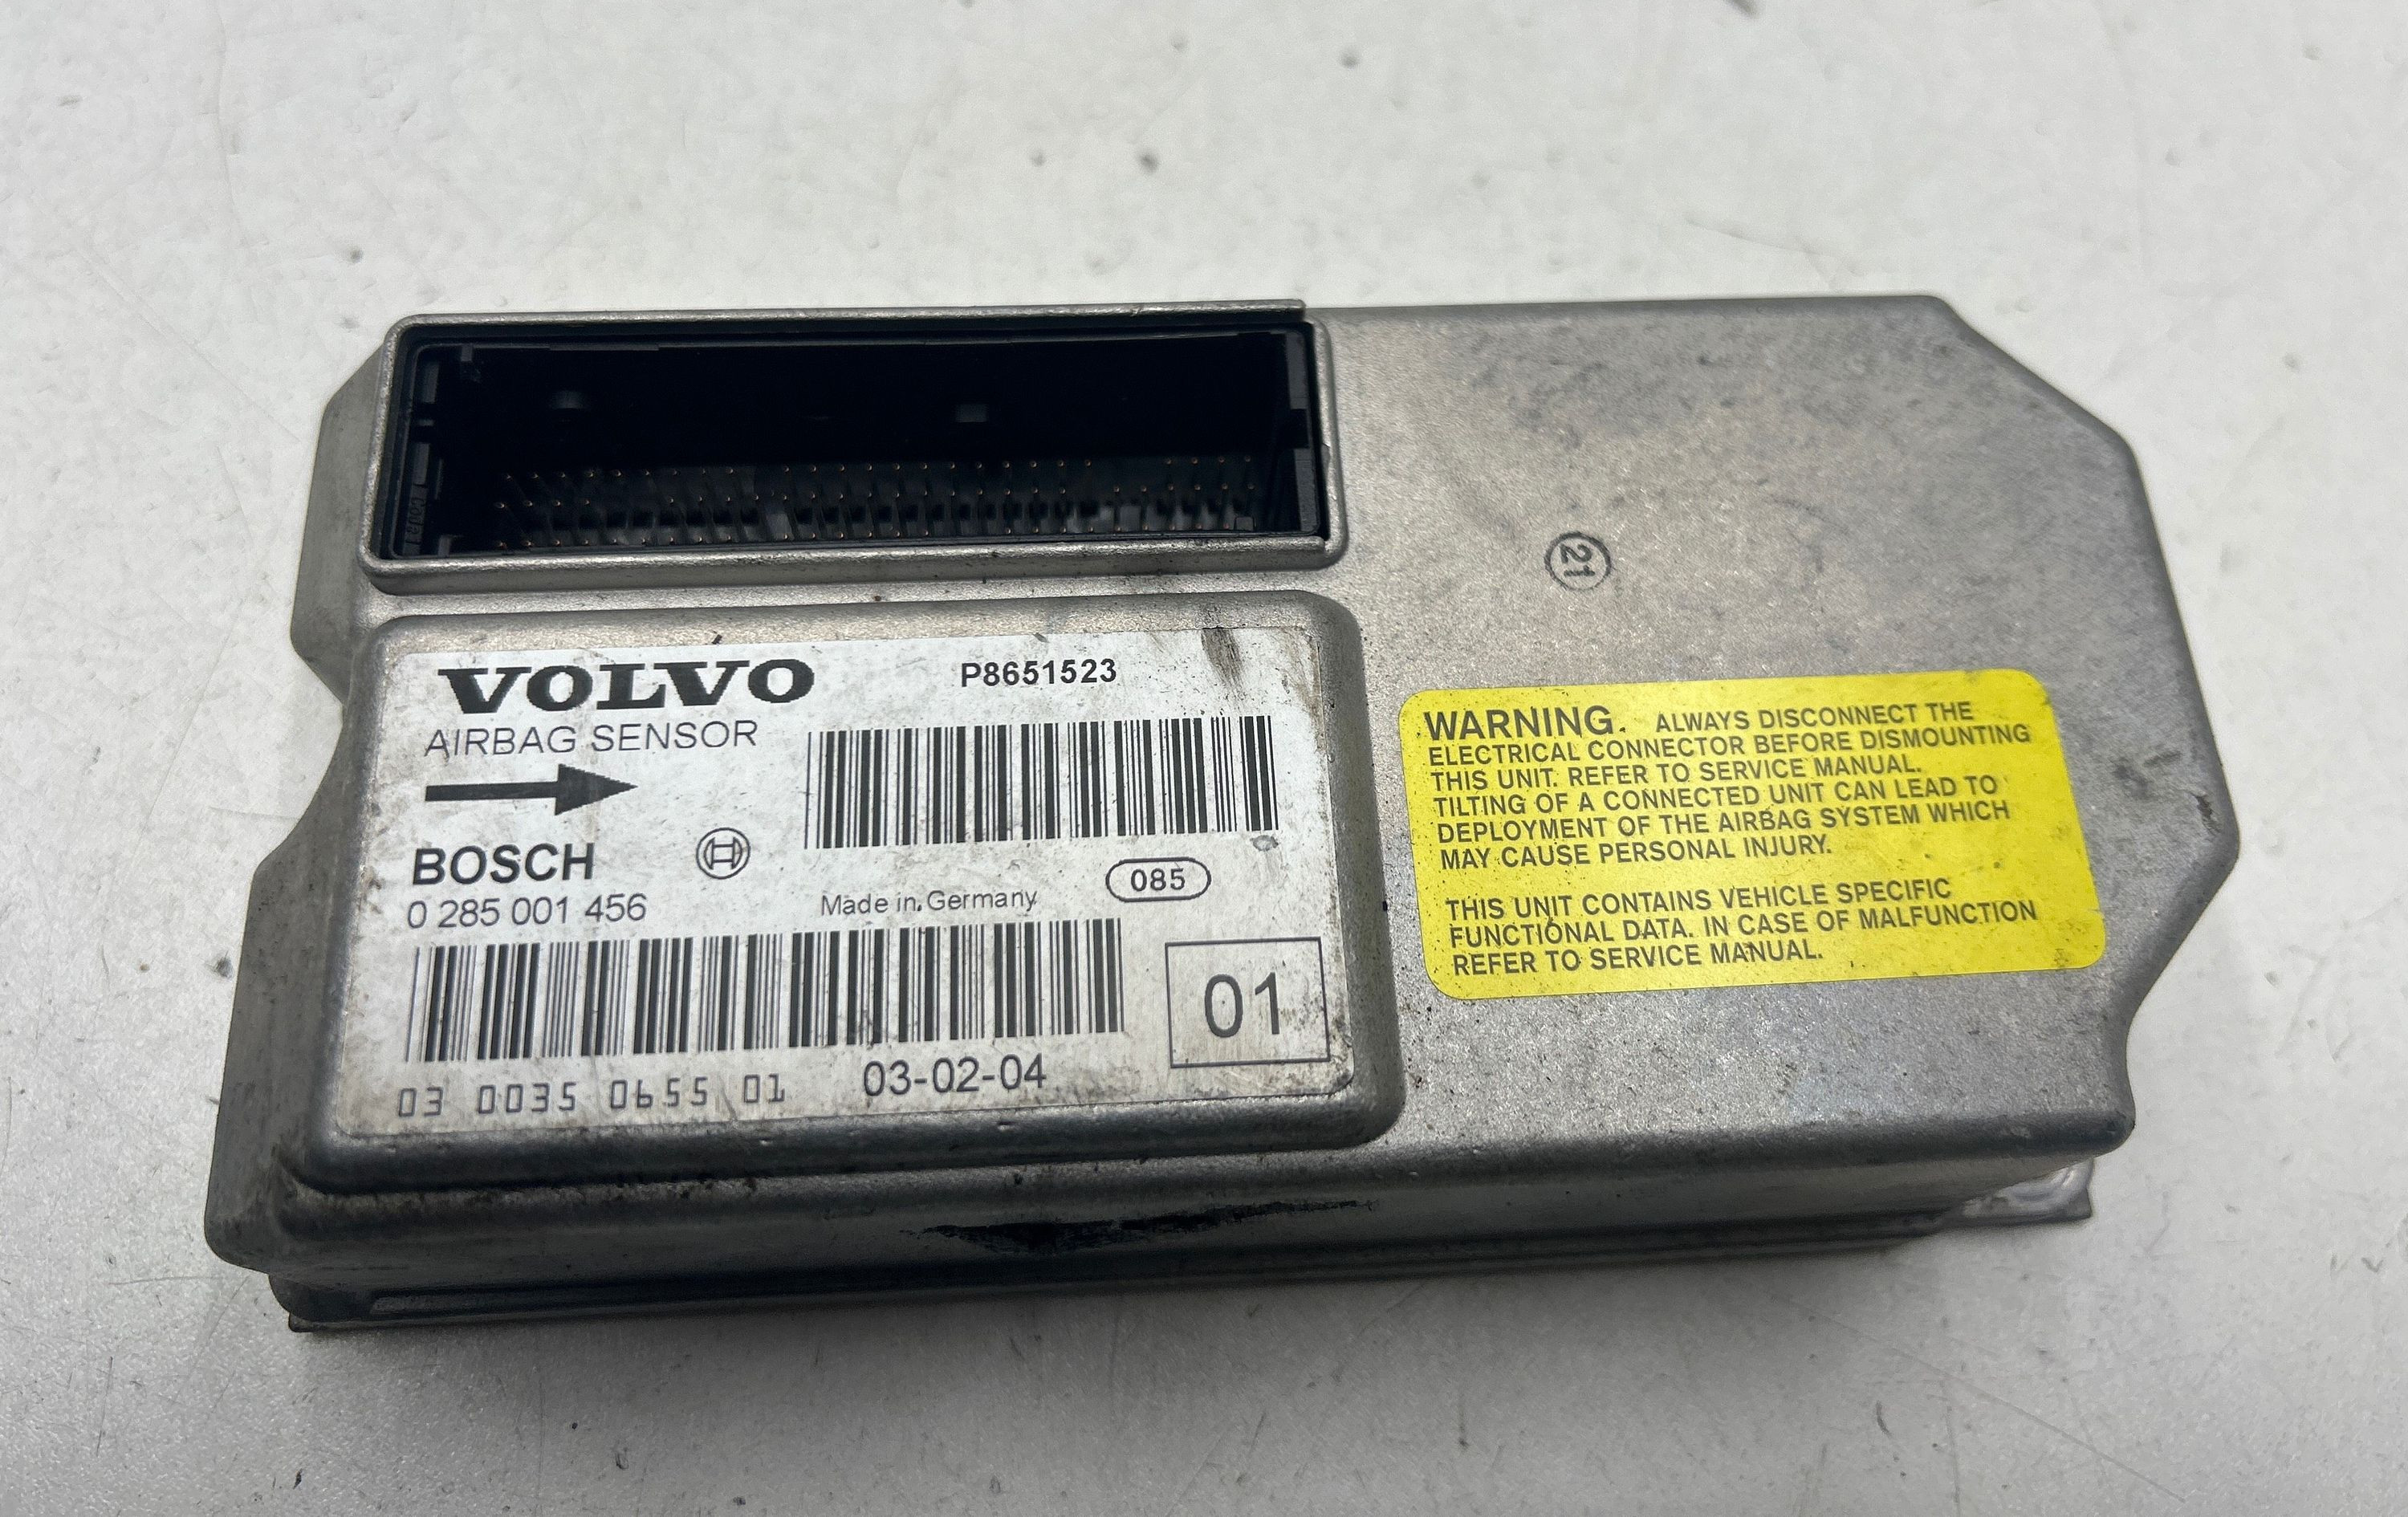 VOLVO
P8651523
AIRBAG SENSOR
BOSCH
0 285 001 456
Made in Germany
085
01
03 0035 0655 01
03-02-04
21
WARNING. ALWAYS DISCONNECT THE
ELECTRICAL CONNECTOR BEFORE DISMOUNTING
THIS UNIT. REFER TO SERVICE MANUAL.
TILTING OF A CONNECTED UNIT CAN LEAD TO
DEPLOYMENT OF THE AIRBAG SYSTEM WHICH
MAY CAUSE PERSONAL INJURY.
THIS UNIT CONTAINS VEHICLE SPECIFIC
FUNCTIONAL DATA. IN CASE OF MALFUNCTION
REFER TO SERVICE MANUAL.